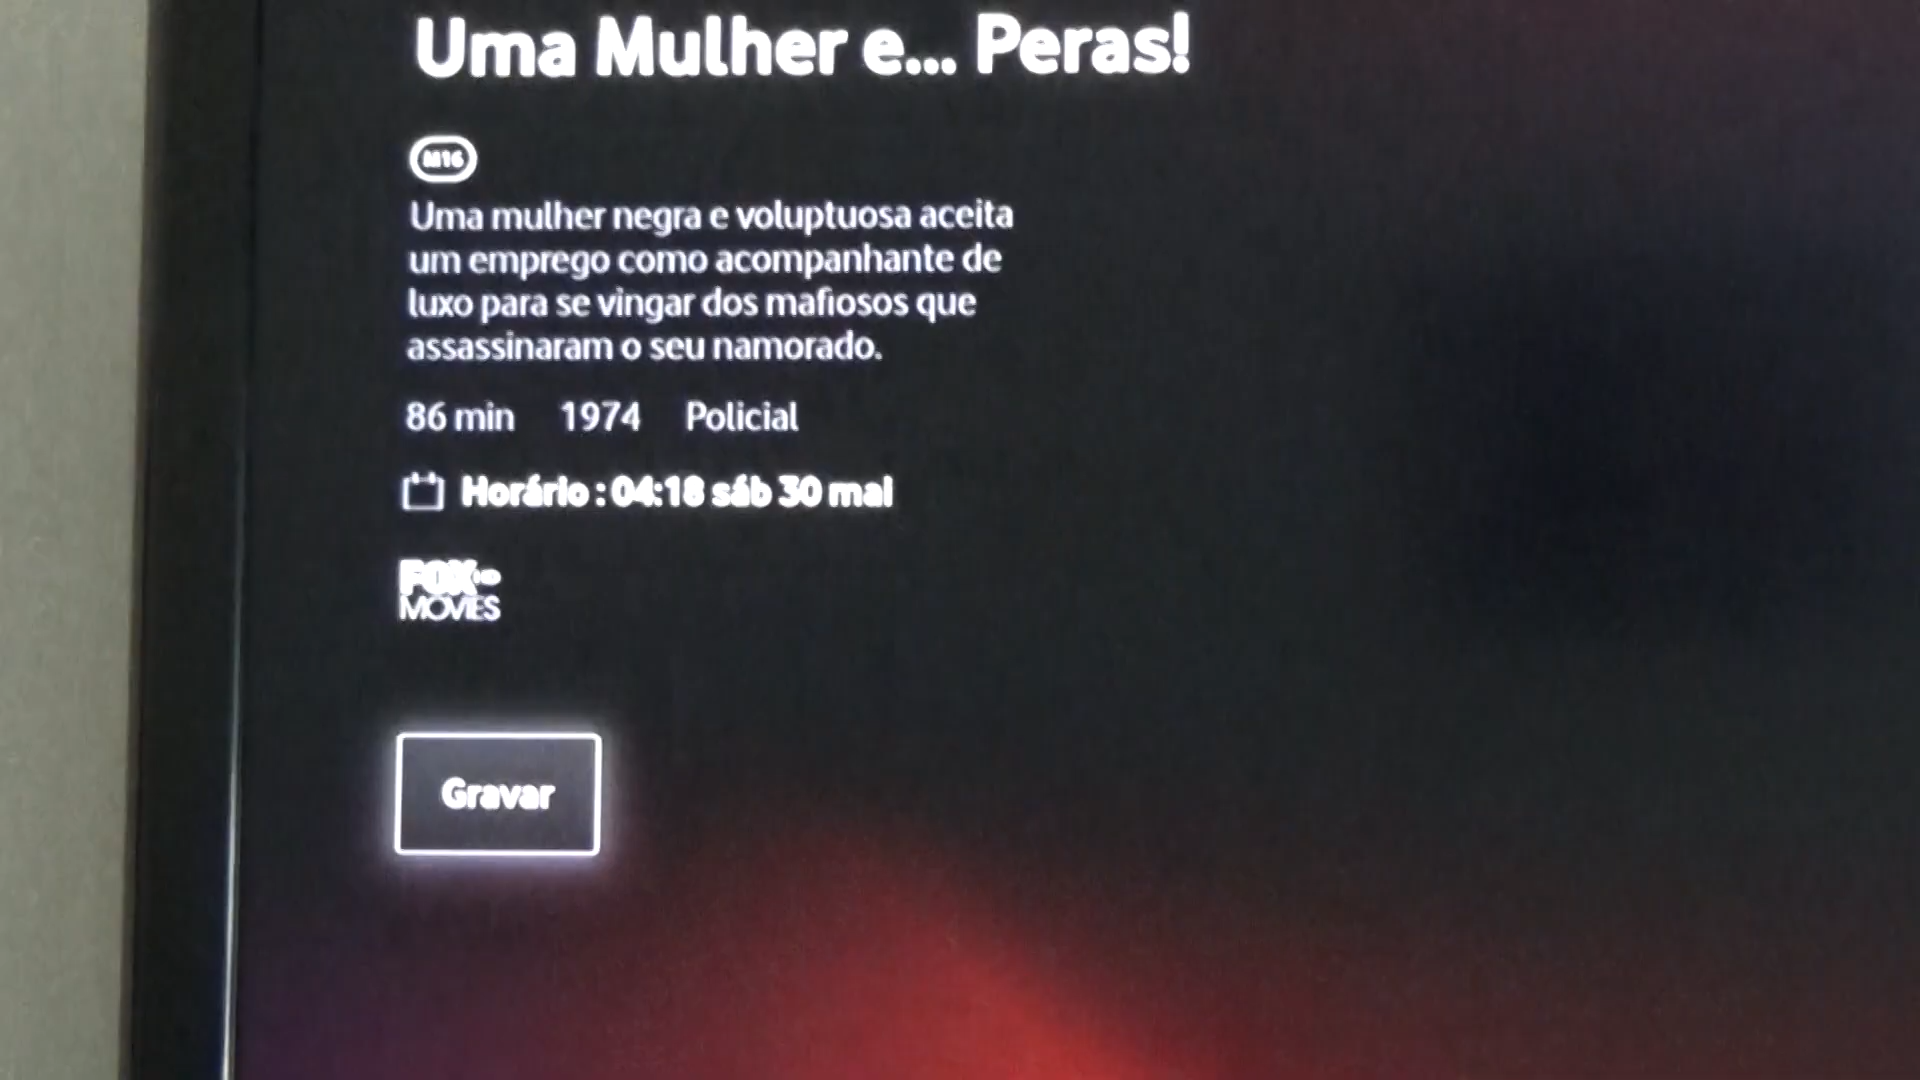 Uma Mulher e... Peras!
M16
Uma mulher negra e voluptuosa aceita
um emprego como acompanhante de
luxo para se vingar dos mafiosos que
assassinaram o seu namorado.
86 min 1974 Policial
Horário : 04:18 sáb 30 mai
FOX HD
MOVIES
Gravar